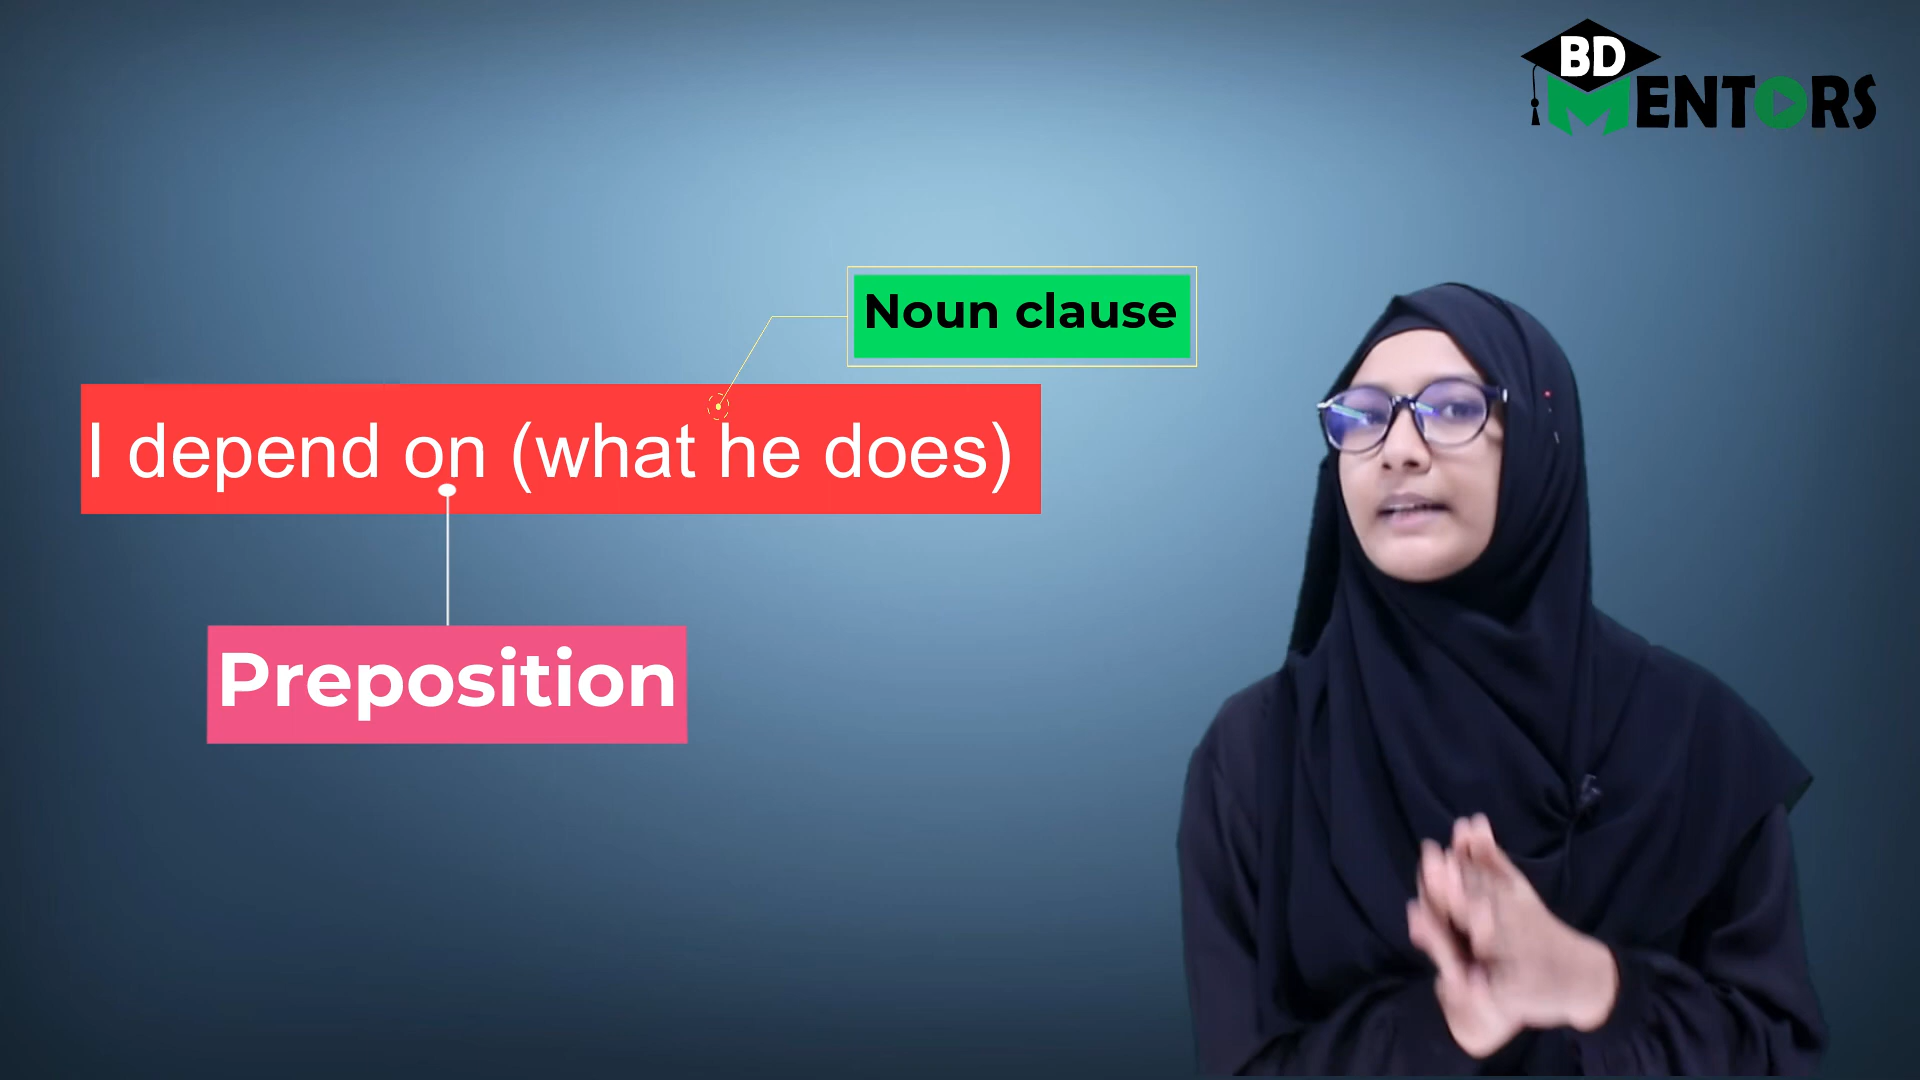 BD
MENTORS
Noun clause
I depend on (what he does)
Preposition